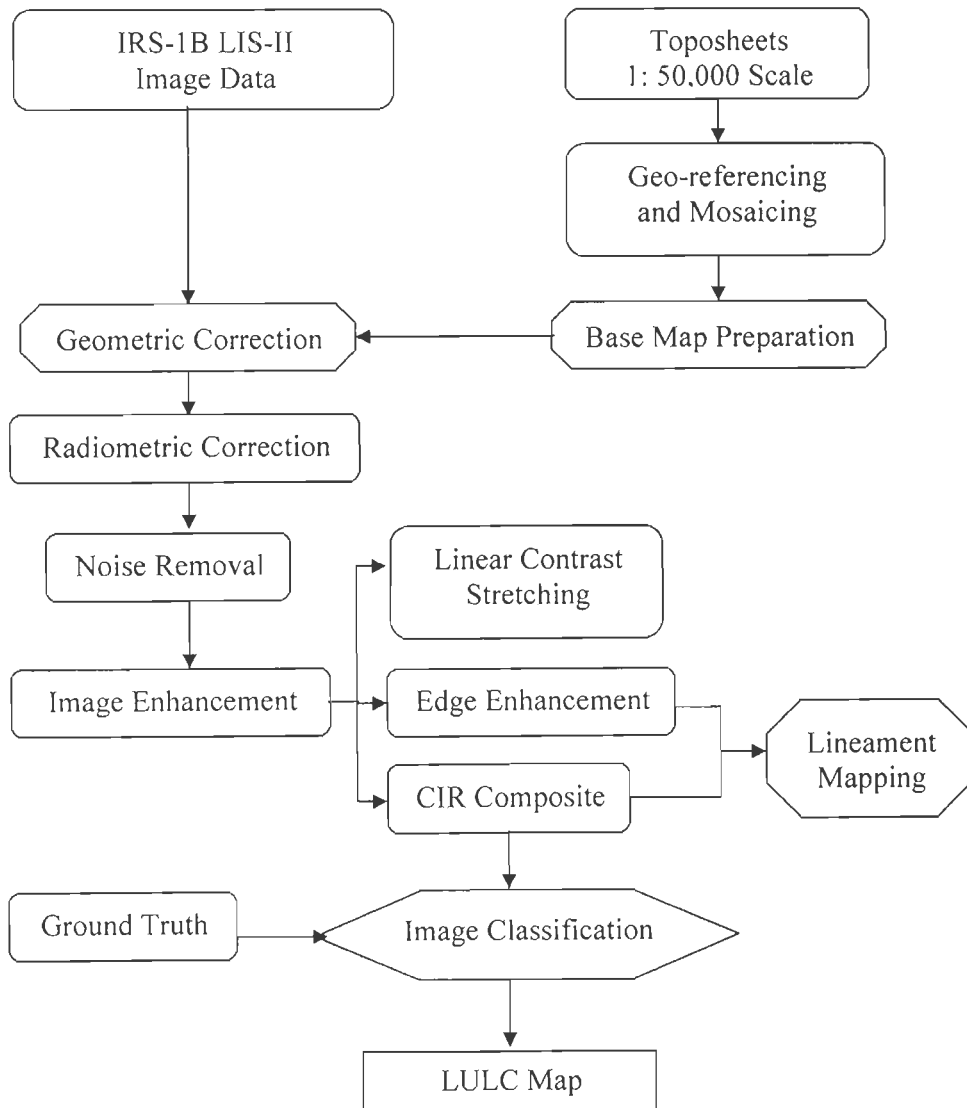 IRS-1B LIS-II
Image Data
Toposheets
1: 50,000 Scale
Geo-referencing
and Mosaicing
Geometric Correction
Base Map Preparation
Radiometric Correction
Noise Removal
Linear Contrast
Stretching
Image Enhancement
Edge Enhancement
Lineament
Mapping
CIR Composite
Ground Truth
Image Classification
LULC Map